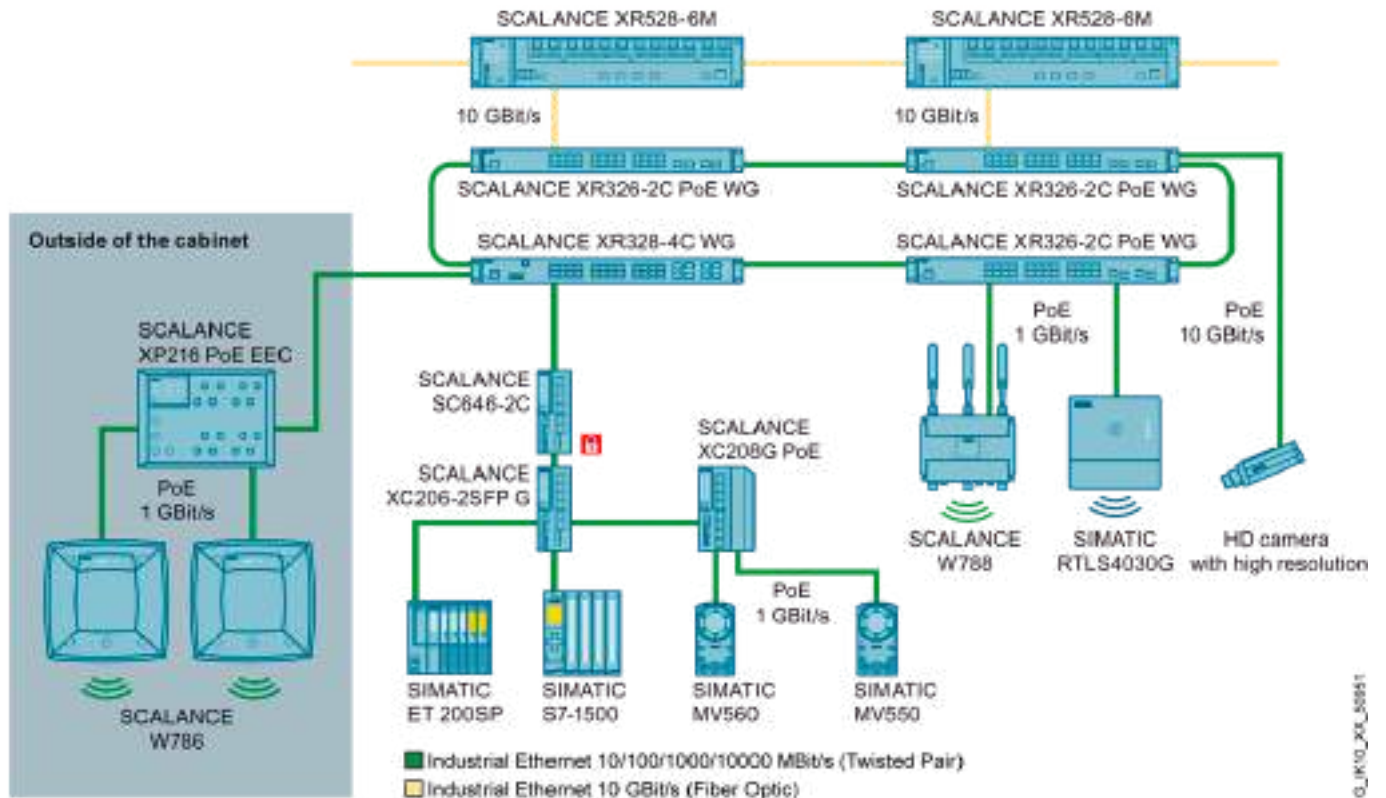 SCALANCE XR528-6M
SCALANCE XR528-6M
10 GBit/s
10 GBit/s
SCALANCE XR326-2C PoE WG
SCALANCE XR326-2C PoE WG
Outside of the cabinet
SCALANCE XR328-4C WG
SCALANCE XR326-2C PoE WG
SCALANCE
XP216 PoE EEC
PoE
1 GBit/s
PoE
10 GBit/s
SCALANCE
SC646-2C
SCALANCE
XC208G PoE
SCALANCE
XC206-2SFP G
PoE
1 GBit/s
SCALANCE
W788
SIMATIC
RTLS4030G
HD camera
with high resolution
PoE
1 GBit/s
SIMATIC
ET 200SP
SIMATIC
S7-1500
SIMATIC
MV560
SIMATIC
MV550
SCALANCE
W786
Industrial Ethernet 10/100/1000/10000 MBit/s (Twisted Pair)
Industrial Ethernet 10 GBit/s (Fiber Optic)